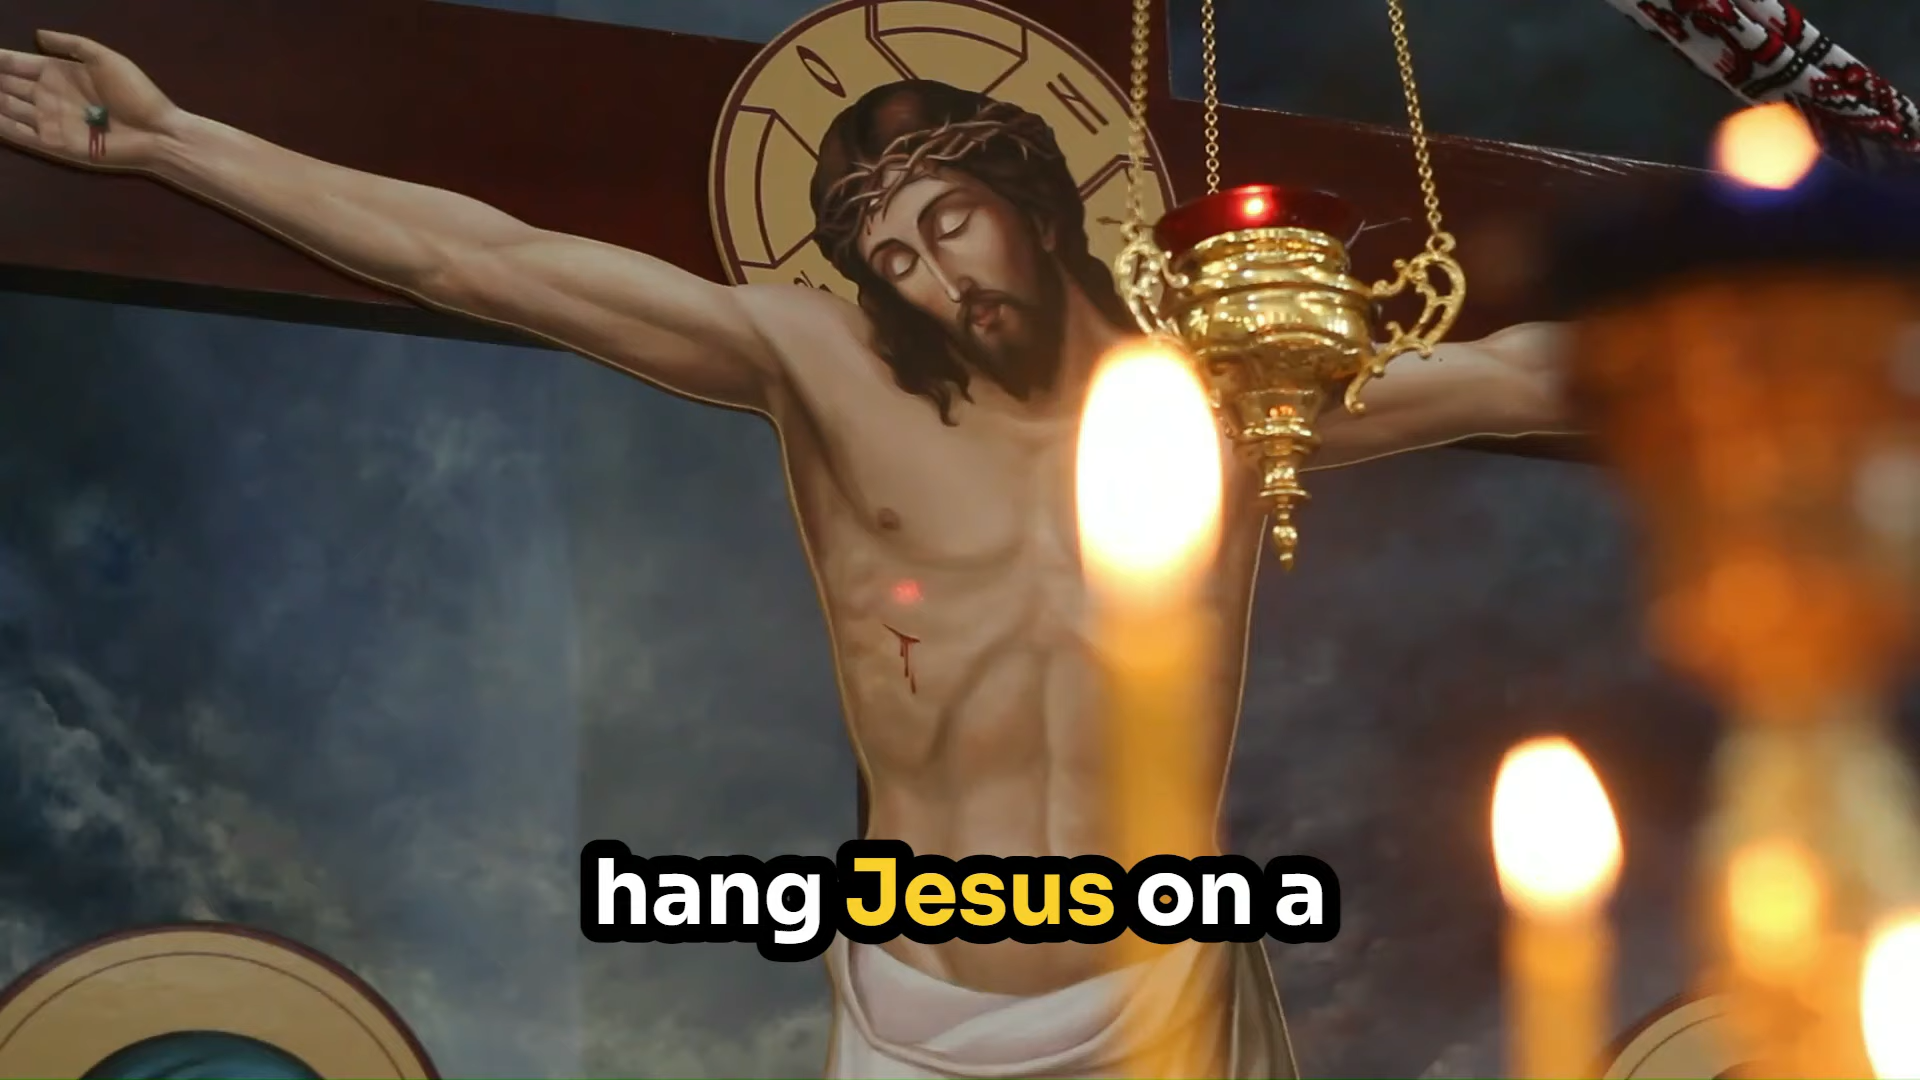 О Н
hang Jesus on a